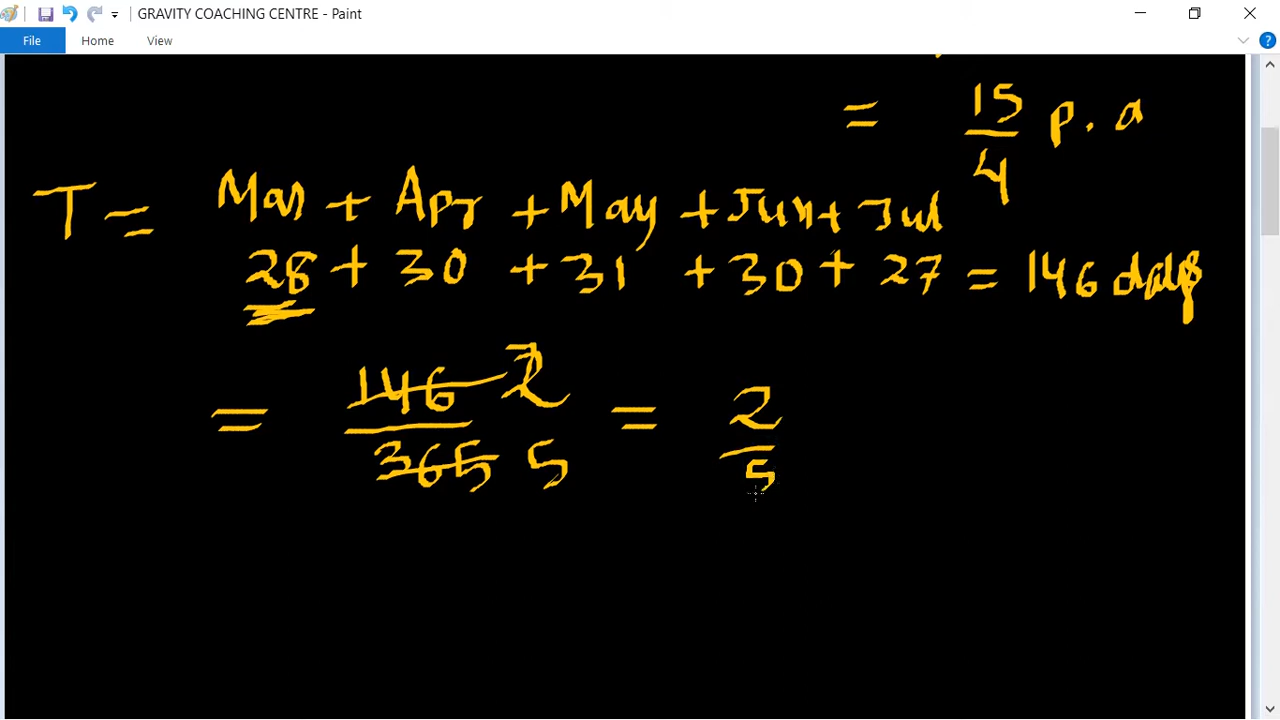 GRAVITY COACHING CENTRE - Paint
File Home View
= 15/4 p. a
T = Mar + Apr + May + Jun + Jul
28 + 30 + 31 + 30 + 27 = 146 days
= 146 2 / 365 5 = 2/5